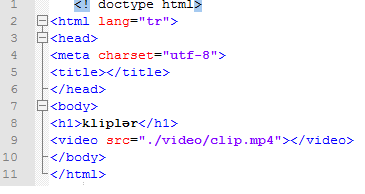 1 <! doctype html>
2 <html lang="tr">
3 <head>
4 <meta charset="utf-8">
5 <title></title>
6 </head>
7 <body>
8 <h1>kliplər</h1>
9 <video src="./video/clip.mp4"></video>
10 </body>
11 </html>